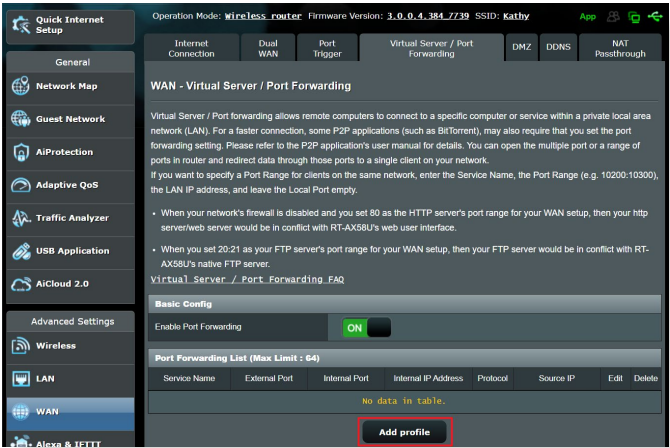 Quick Internet
Setup
Operation Mode: Wireless router Firmware Version: 3.0.0.4.384_7739 SSID: Kathy
App
General
Network Map
Guest Network
AiProtection
Adaptive QoS
Traffic Analyzer
USB Application
AiCloud 2.0
Advanced Settings
Wireless
LAN
WAN
Alexa & IFTTT
Internet
Connection
Dual
WAN
Port
Trigger
Virtual Server / Port
Forwarding
DMZ
DDNS
NAT
Passthrough
WAN - Virtual Server / Port Forwarding
Virtual Server / Port forwarding allows remote computers to connect to a specific computer or service within a private local area
network (LAN). For a faster connection, some P2P applications (such as BitTorrent), may also require that you set the port
forwarding setting. Please refer to the P2P application's user manual for details. You can open the multiple port or a range of
ports in router and redirect data through those ports to a single client on your network.
If you want to specify a Port Range for clients on the same network, enter the Service Name, the Port Range (e.g. 10200:10300),
the LAN IP address, and leave the Local Port empty.
• When your network's firewall is disabled and you set 80 as the HTTP server's port range for your WAN setup, then your http
server/web server would be in conflict with RT-AX58U's web user interface.
• When you set 20:21 as your FTP server's port range for your WAN setup, then your FTP server would be in conflict with RT-
AX58U's native FTP server.
Virtual Server / Port Forwarding FAQ
Basic Config
Enable Port Forwarding
ON
Port Forwarding List (Max Limit : 64)
Service Name External Port Internal Port Internal IP Address Protocol Source IP Edit Delete
No data in table.
Add profile